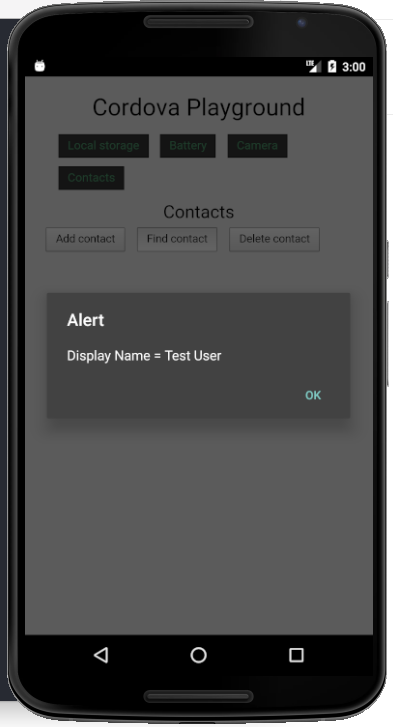 LTE 3:00
Cordova Playground
Local storage Battery Camera
Contacts
Contacts
Add contact Find contact Delete contact
Alert
Display Name = Test User
OK